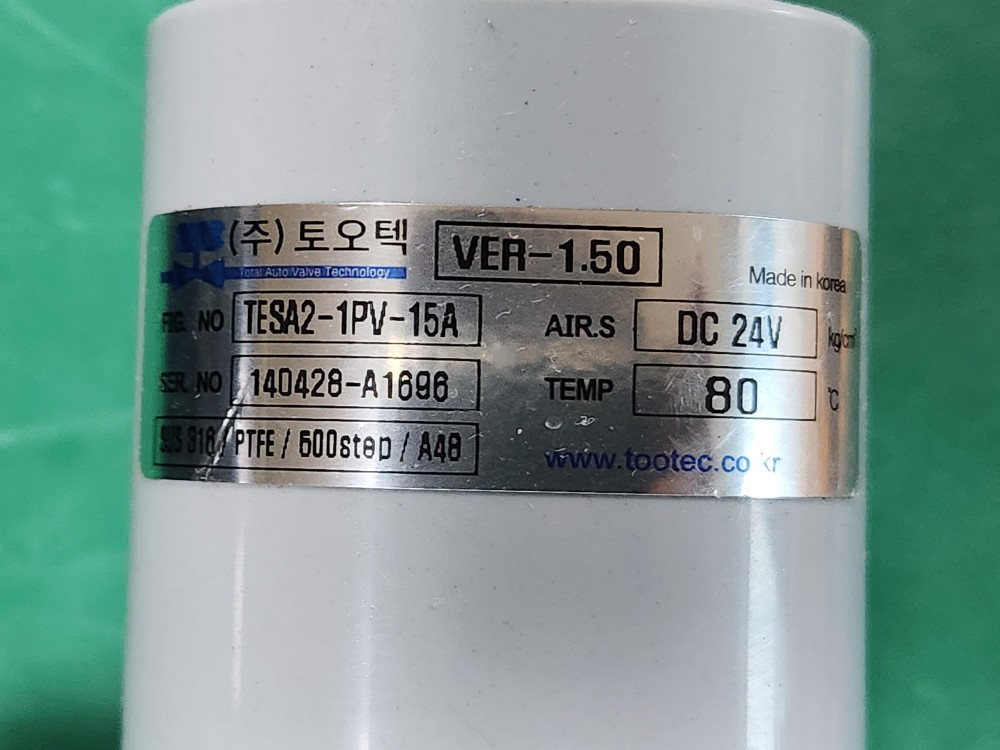 (주) 토오텍 VER-1.50
Total Auto Valve Technology
Made in korea
FIG. NO TESA2-1PV-15A AIR.S DC 24V kg/cm²
SER. NO 140428-A1696 TEMP 80 ℃
SUS 316 / PTFE / 500step / A48
www.tootec.co.kr